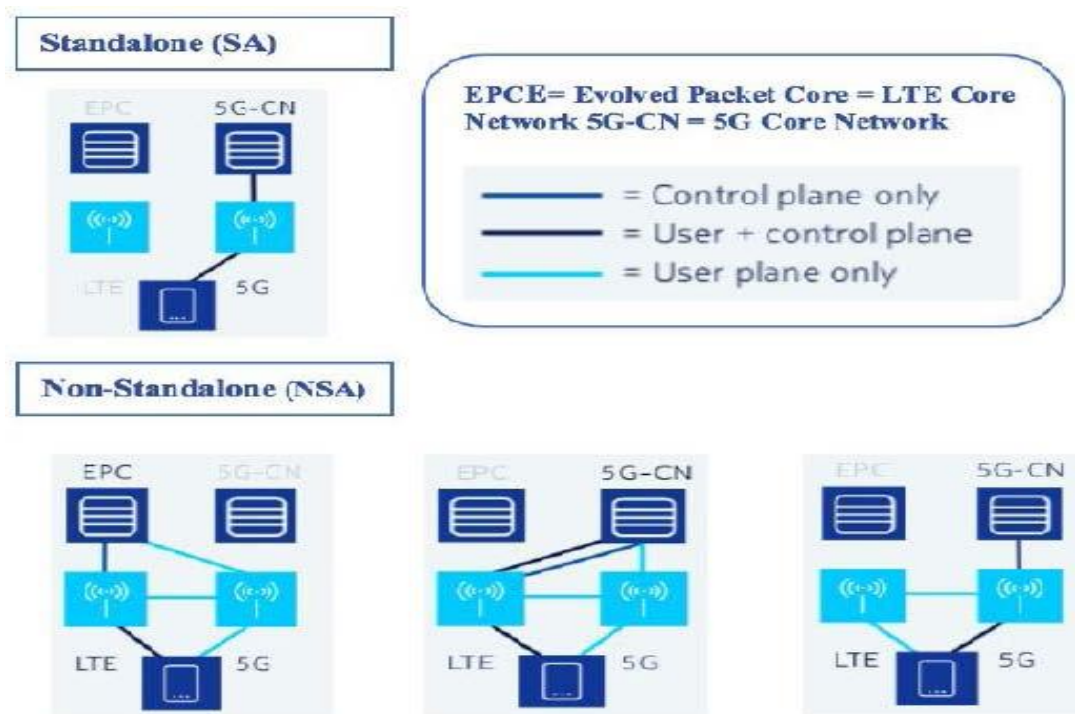 Standalone (SA)
EPC 5G-CN
LTE 5G
EPCE= Evolved Packet Core = LTE Core
Network 5G-CN = 5G Core Network
= Control plane only
= User + control plane
= User plane only
Non-Standalone (NSA)
EPC 5G-CN
LTE 5G
EPC 5G-CN
LTE 5G
EPC 5G-CN
LTE 5G